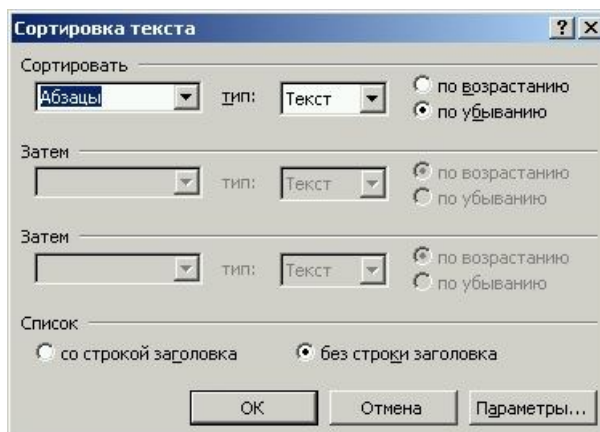 Сортировка текста
Сортировать
Абзацы тип: Текст по возрастанию
по убыванию
Затем
тип: Текст по возрастанию
по убыванию
Затем
тип: Текст по возрастанию
по убыванию
Список
со строкой заголовка без строки заголовка
ОК Отмена Параметры...